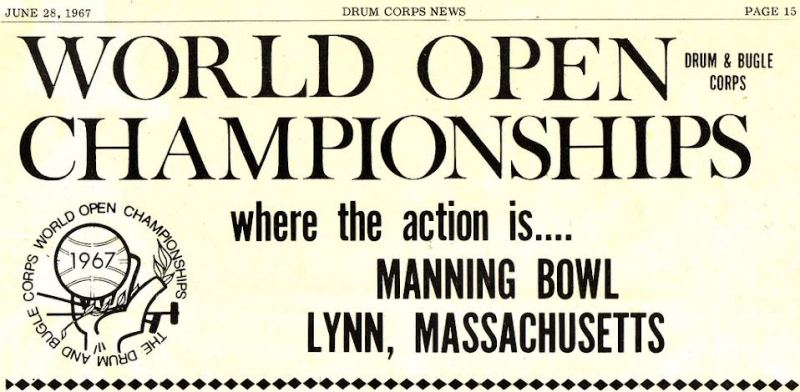 JUNE 28, 1967 DRUM CORPS NEWS PAGE 15
WORLD OPEN DRUM & BUGLE
CORPS
CHAMPIONSHIPS
where the action is....
MANNING BOWL
LYNN, MASSACHUSETTS
THE DRUM AND BUGLE CORPS WORLD OPEN CHAMPIONSHIPS
1967